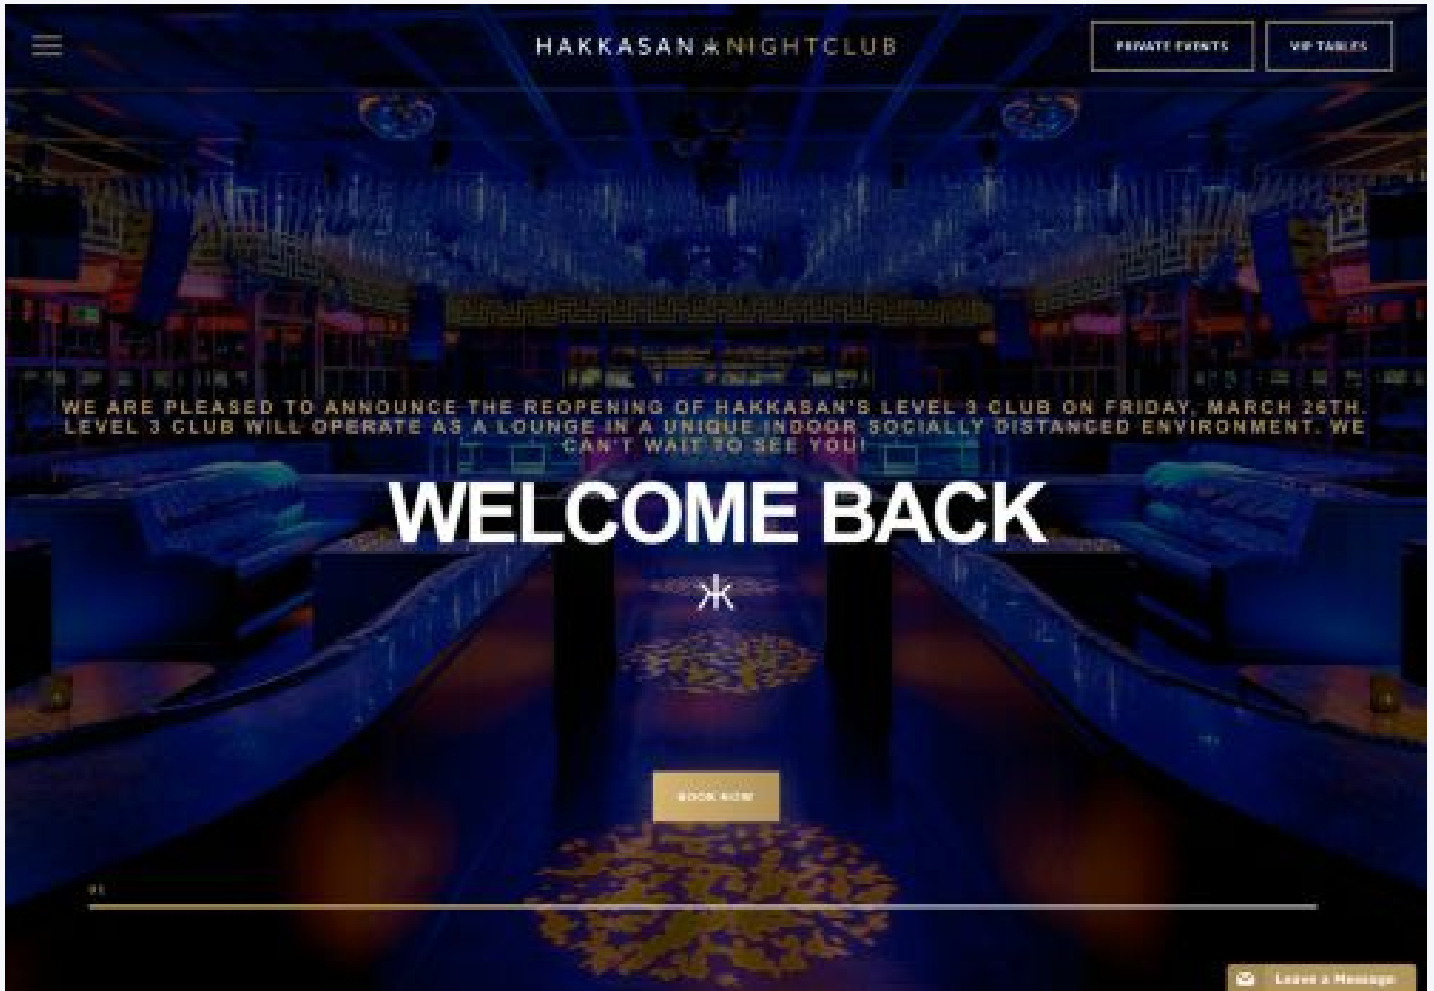 HAKKASAN NIGHTCLUB
PRIVATE EVENTS
VIP TABLES
WE ARE PLEASED TO ANNOUNCE THE REOPENING OF HAKKASAN'S LEVEL 3 CLUB ON FRIDAY, MARCH 26TH.
LEVEL 3 CLUB WILL OPERATE AS A LOUNGE IN A UNIQUE INDOOR SOCIALLY DISTANCED ENVIRONMENT. WE
CAN'T WAIT TO SEE YOU!
WELCOME BACK
BOOK NOW
01
Leave a Message